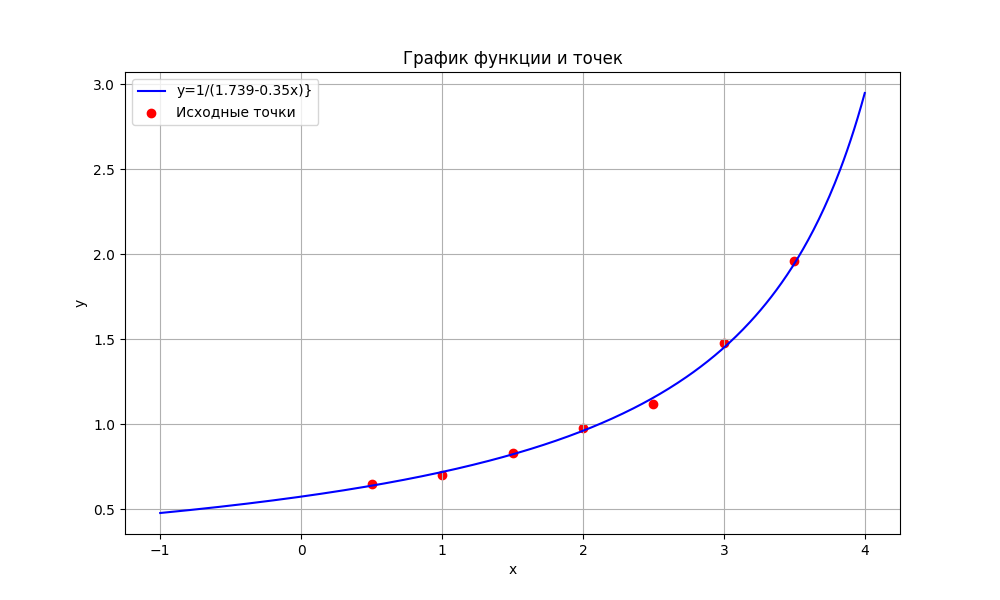 График функции и точек
y=1/(1.739-0.35x)}
Исходные точки
3.0
2.5
2.0
1.5
1.0
0.5
y
−1
0
1
2
3
4
x